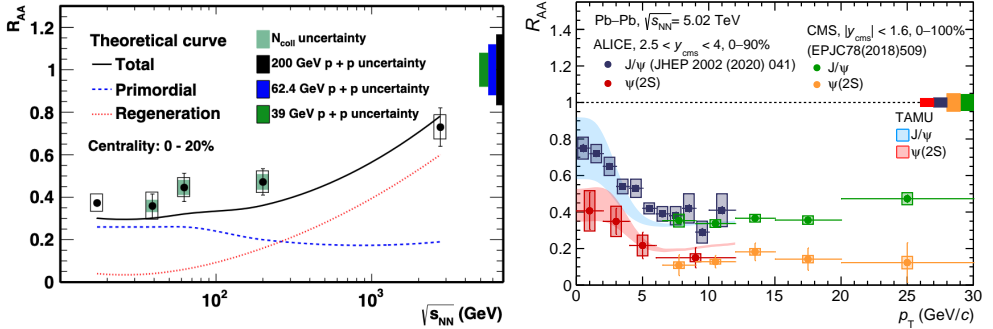 R_AA
1
0.8
0.6
0.4
0.2
0
Theoretical curve
Total
Primordial
Regeneration
Centrality: 0 - 20%
N_coll uncertainty
200 GeV p + p uncertainty
62.4 GeV p + p uncertainty
39 GeV p + p uncertainty
10²
10³
√s_NN (GeV)
R_AA
Pb–Pb, √s_NN = 5.02 TeV
ALICE, 2.5 < y_cms < 4, 0–90%
J/ψ (JHEP 2002 (2020) 041)
ψ(2S)
CMS, |y_cms| < 1.6, 0–100%
(EPJC78(2018)509)
J/ψ
ψ(2S)
TAMU
J/ψ
ψ(2S)
1.4
1.2
1
0.8
0.6
0.4
0.2
0
0 5 10 15 20 25 30
p_T (GeV/c)